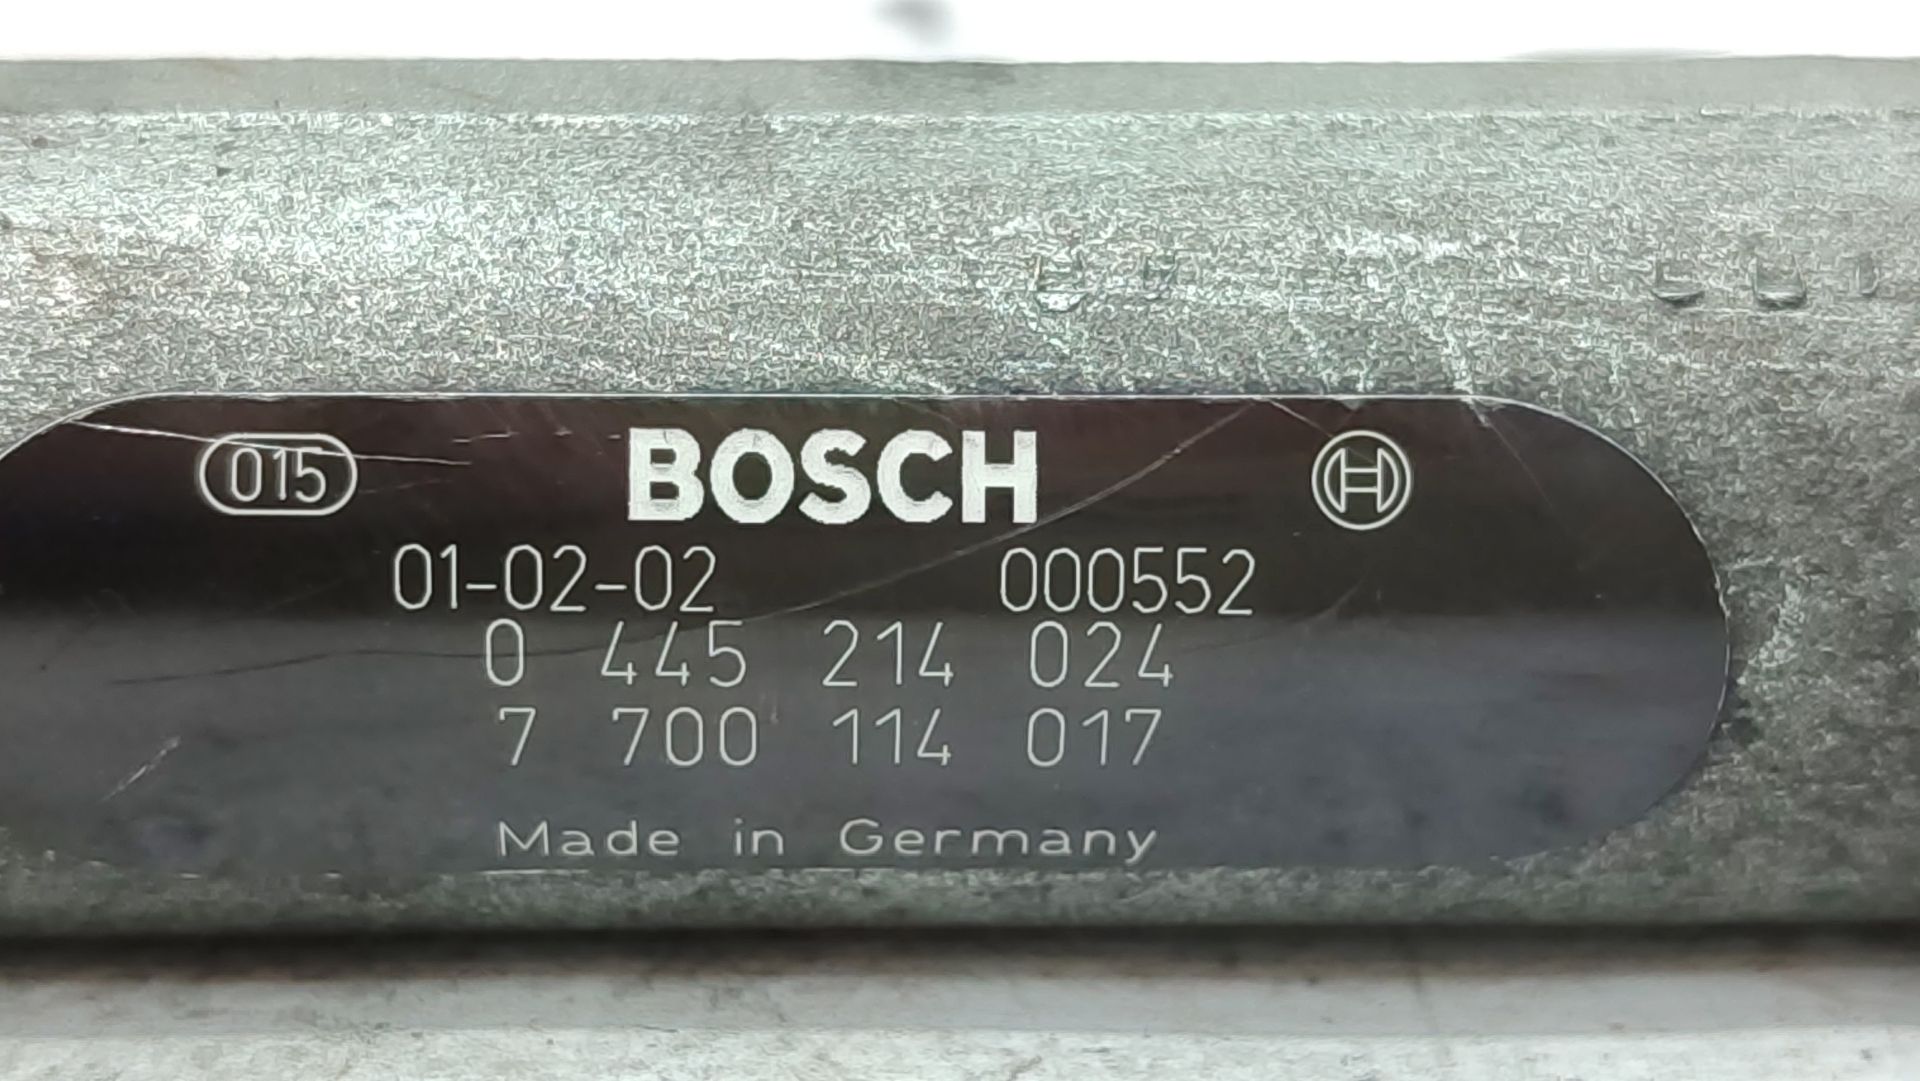 015 BOSCH
01-02-02 000552
0 445 214 024
7 700 114 017
Made in Germany